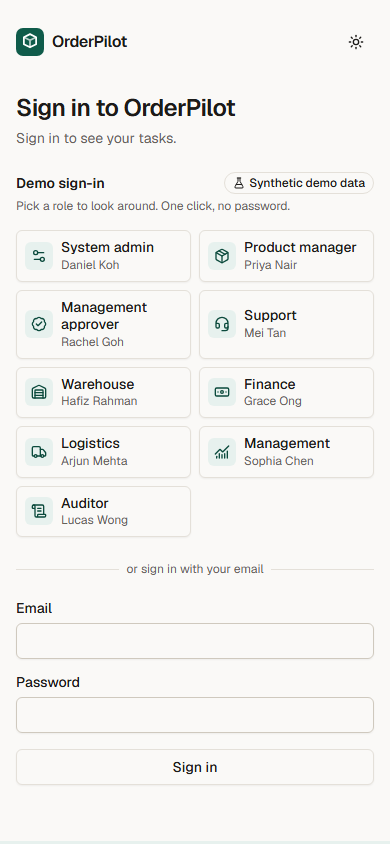 OrderPilot
Sign in to OrderPilot
Sign in to see your tasks.
Demo sign-in
Synthetic demo data
Pick a role to look around. One click, no password.
System admin
Daniel Koh
Product manager
Priya Nair
Management
approver
Rachel Goh
Support
Mei Tan
Warehouse
Hafiz Rahman
Finance
Grace Ong
Logistics
Arjun Mehta
Management
Sophia Chen
Auditor
Lucas Wong
or sign in with your email
Email
Password
Sign in